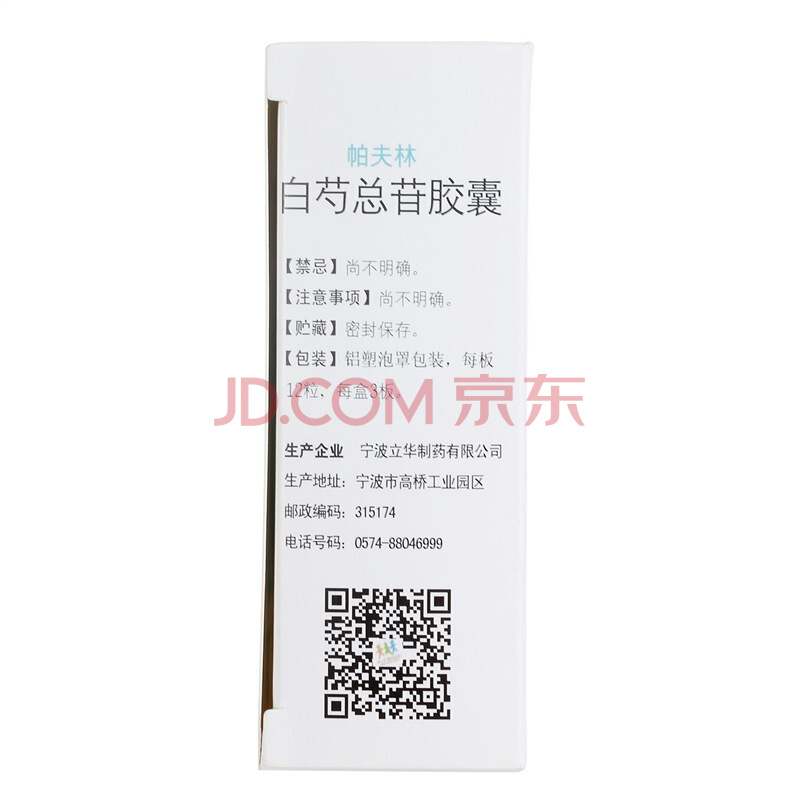 帕夫林
白芍总苷胶囊
【禁忌】尚不明确。
【注意事项】尚不明确。
【贮藏】密封保存。
【包装】铝塑泡罩包装，每板
12粒，每盒3板。
JD.COM 京东
生产企业 宁波立华制药有限公司
生产地址：宁波市高桥工业园区
邮政编码：315174
电话号码：0574-88046999